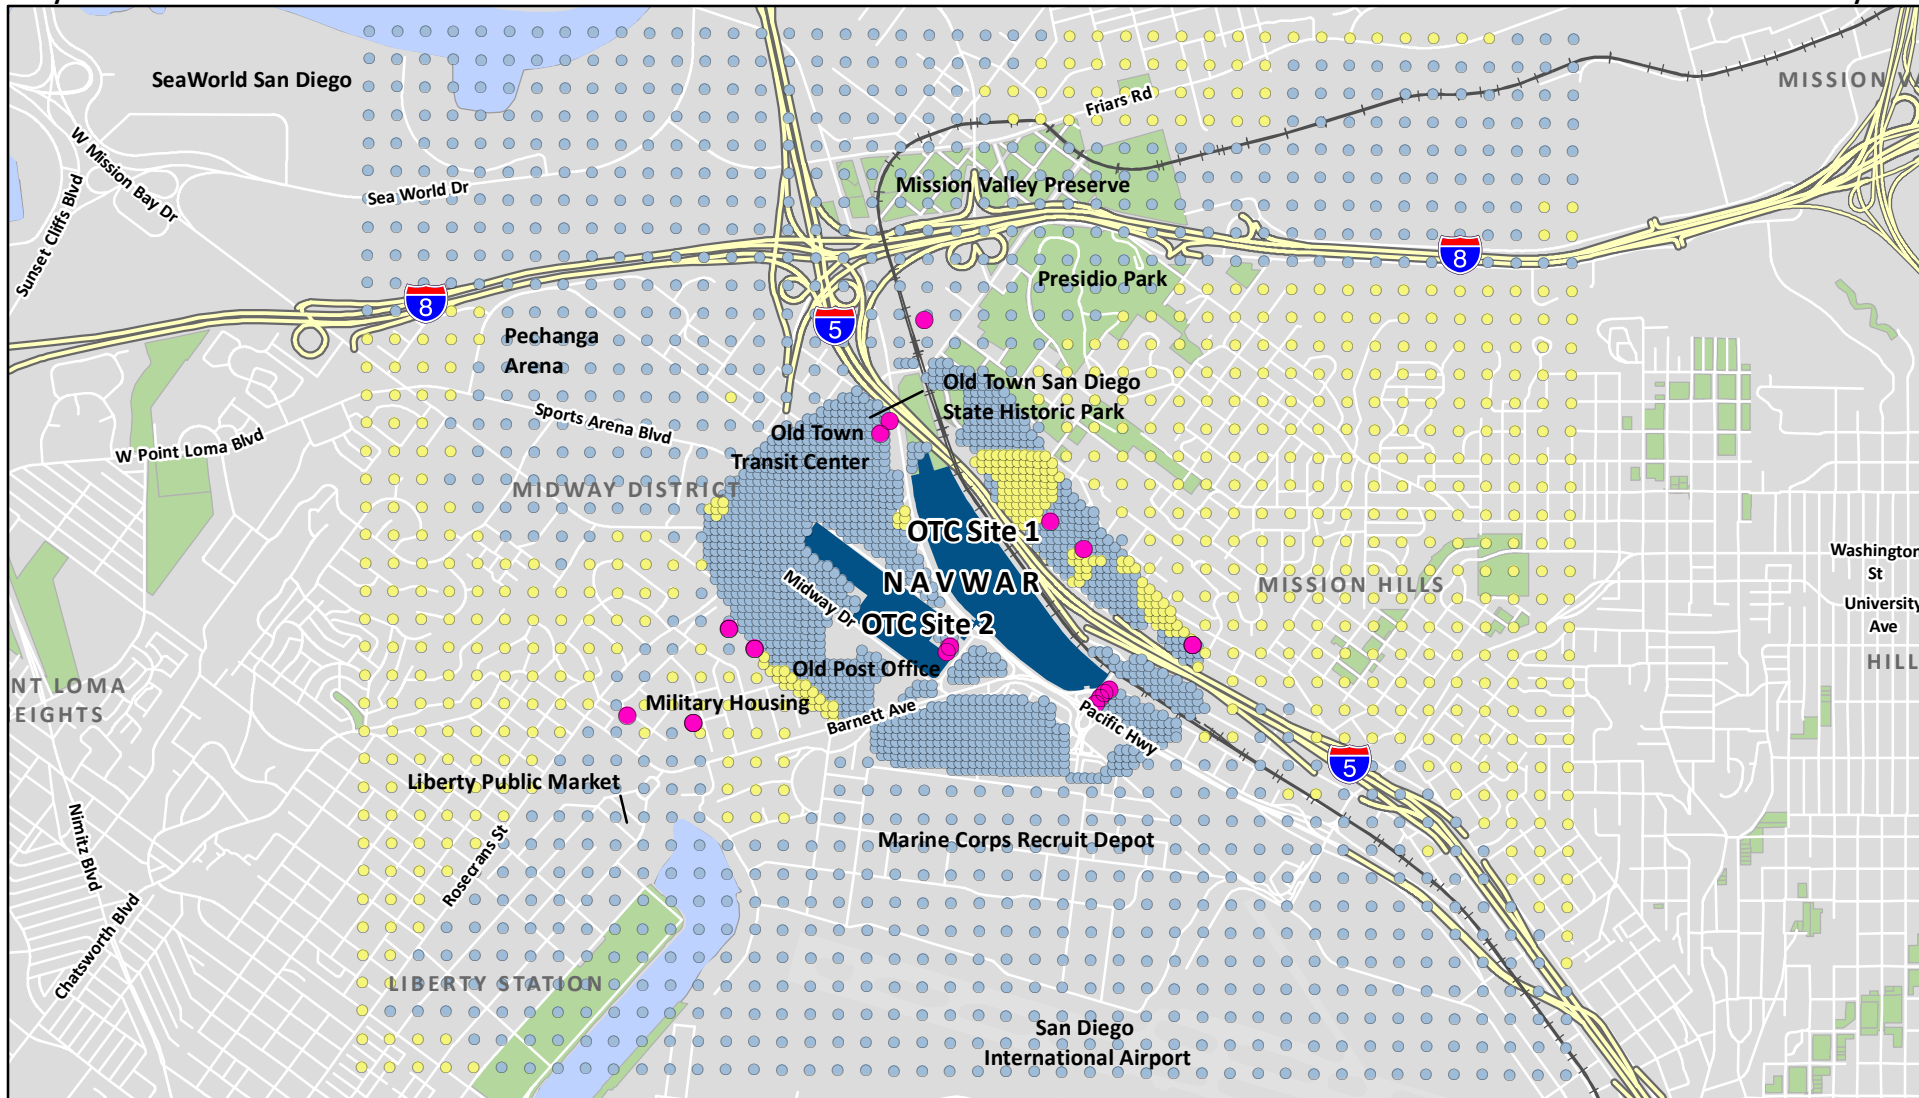 SeaWorld San Diego
MISSION V
W Mission Bay Dr
Friars Rd
Sunset Cliffs Blvd
Sea World Dr
Mission Valley Preserve
8
Presidio Park
8
5
Pechanga
Arena
Old Town San Diego
State Historic Park
Sports Arena Blvd
Old Town
Transit Center
W Point Loma Blvd
MIDWAY DISTRICT
OTC Site 1
Washington
St
NAVWAR
MISSION HILLS
Midway Dr
University
Ave
OTC Site 2
Old Post Office
HILL
NT LOMA
EIGHTS
Military Housing
Barnett Ave
Pacific Hwy
5
Liberty Public Market
Nimitz Blvd
Rosecrans St
Marine Corps Recruit Depot
Chatsworth Blvd
LIBERTY STATION
San Diego
International Airport